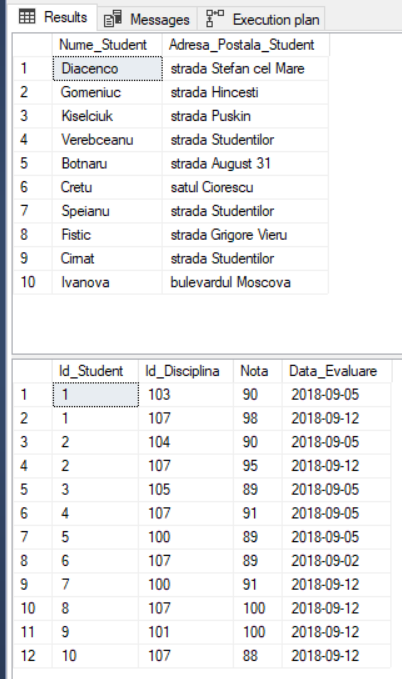 Results Messages Execution plan
Nume_Student Adresa_Postala_Student
1 Diacenco strada Stefan cel Mare
2 Gomeniuc strada Hincesti
3 Kiselciuk strada Puskin
4 Verebceanu strada Studentilor
5 Botnaru strada August 31
6 Cretu satul Ciorescu
7 Speianu strada Studentilor
8 Fistic strada Grigore Vieru
9 Cimat strada Studentilor
10 Ivanova bulevardul Moscova
Id_Student Id_Disciplina Nota Data_Evaluare
1 1 103 90 2018-09-05
2 1 107 98 2018-09-12
3 2 104 90 2018-09-05
4 2 107 95 2018-09-12
5 3 105 89 2018-09-05
6 4 107 91 2018-09-05
7 5 100 89 2018-09-05
8 6 107 89 2018-09-02
9 7 100 91 2018-09-12
10 8 107 100 2018-09-12
11 9 101 100 2018-09-12
12 10 107 88 2018-09-12